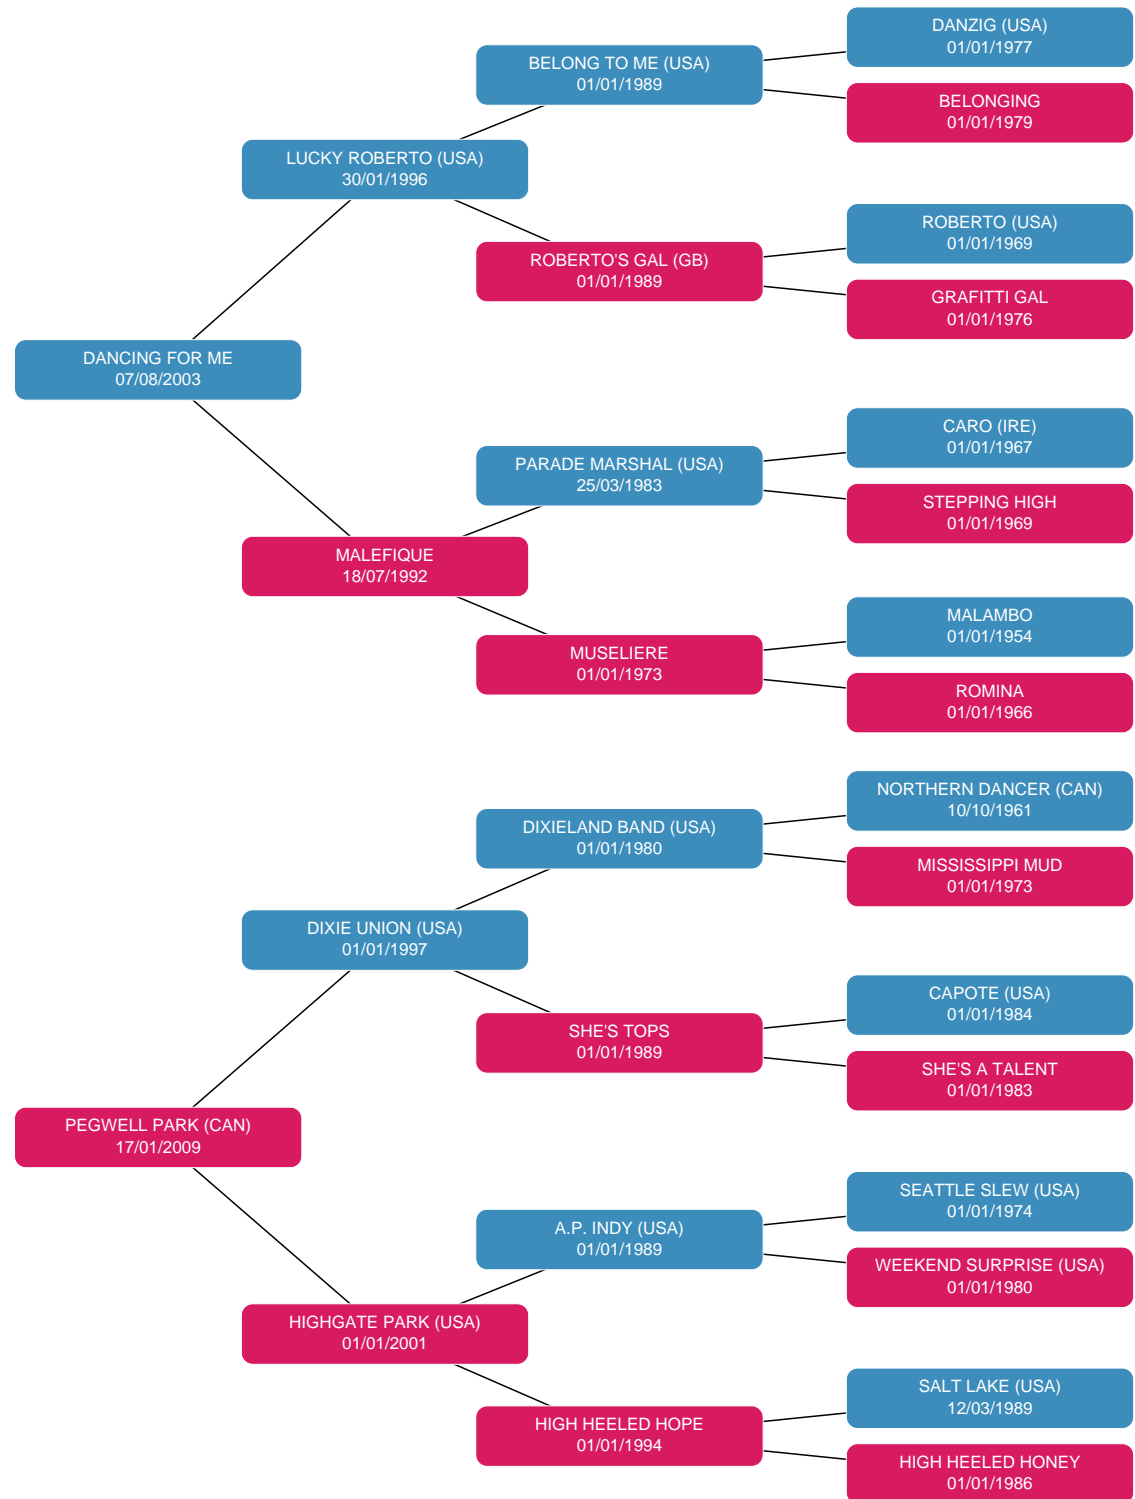 DANZIG (USA)
01/01/1977
BELONG TO ME (USA)
01/01/1989
BELONGING
01/01/1979
LUCKY ROBERTO (USA)
30/01/1996
ROBERTO (USA)
01/01/1969
ROBERTO'S GAL (GB)
01/01/1989
GRAFITTI GAL
01/01/1976
DANCING FOR ME
07/08/2003
CARO (IRE)
01/01/1967
PARADE MARSHAL (USA)
25/03/1983
STEPPING HIGH
01/01/1969
MALEFIQUE
18/07/1992
MALAMBO
01/01/1954
MUSELIERE
01/01/1973
ROMINA
01/01/1966
NORTHERN DANCER (CAN)
10/10/1961
DIXIELAND BAND (USA)
01/01/1980
MISSISSIPPI MUD
01/01/1973
DIXIE UNION (USA)
01/01/1997
CAPOTE (USA)
01/01/1984
SHE'S TOPS
01/01/1989
SHE'S A TALENT
01/01/1983
PEGWELL PARK (CAN)
17/01/2009
SEATTLE SLEW (USA)
01/01/1974
A.P. INDY (USA)
01/01/1989
WEEKEND SURPRISE (USA)
01/01/1980
HIGHGATE PARK (USA)
01/01/2001
SALT LAKE (USA)
12/03/1989
HIGH HEELED HOPE
01/01/1994
HIGH HEELED HONEY
01/01/1986